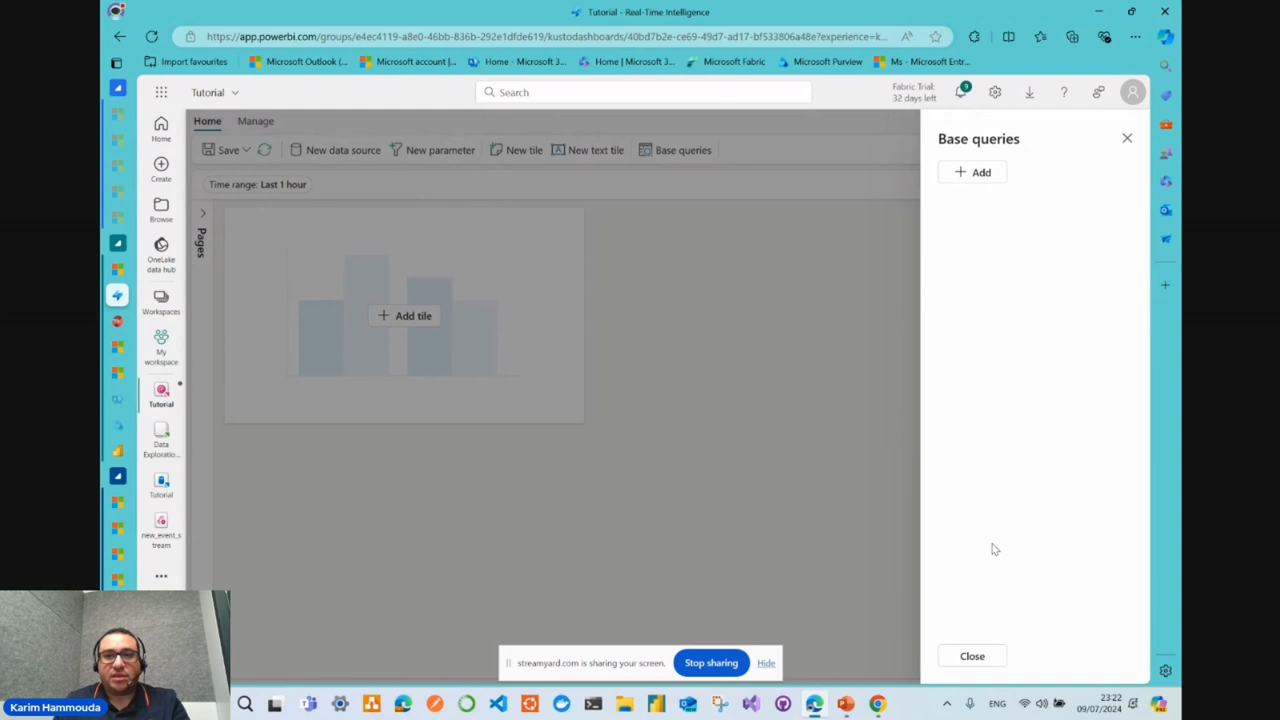 Tutorial - Real-Time Intelligence
https://app.powerbi.com/groups/e4ec4119-a8e0-46bb-836b-292e1dfde619/kustodashboards/40bd7b2e-ce69-49d7-ad17-bf533806a48e?experience=k...
Import favourites
Microsoft Outlook (...
Microsoft account |...
Home - Microsoft 3...
Home | Microsoft 3...
Microsoft Fabric
Microsoft Purview
Ms - Microsoft Entr...
Tutorial
Search
Fabric Trial:
32 days left
9
Home
Manage
Save
New data source
New parameter
New tile
New text tile
Base queries
Time range: Last 1 hour
Pages
Add tile
Home
Create
Browse
OneLake
data hub
Workspaces
My
workspace
Tutorial
Data
Exploratio...
Tutorial
new_event_s
tream
Base queries
Add
Close
streamyard.com is sharing your screen.
Stop sharing
Hide
Karim Hammouda
ENG
23:22
09/07/2024